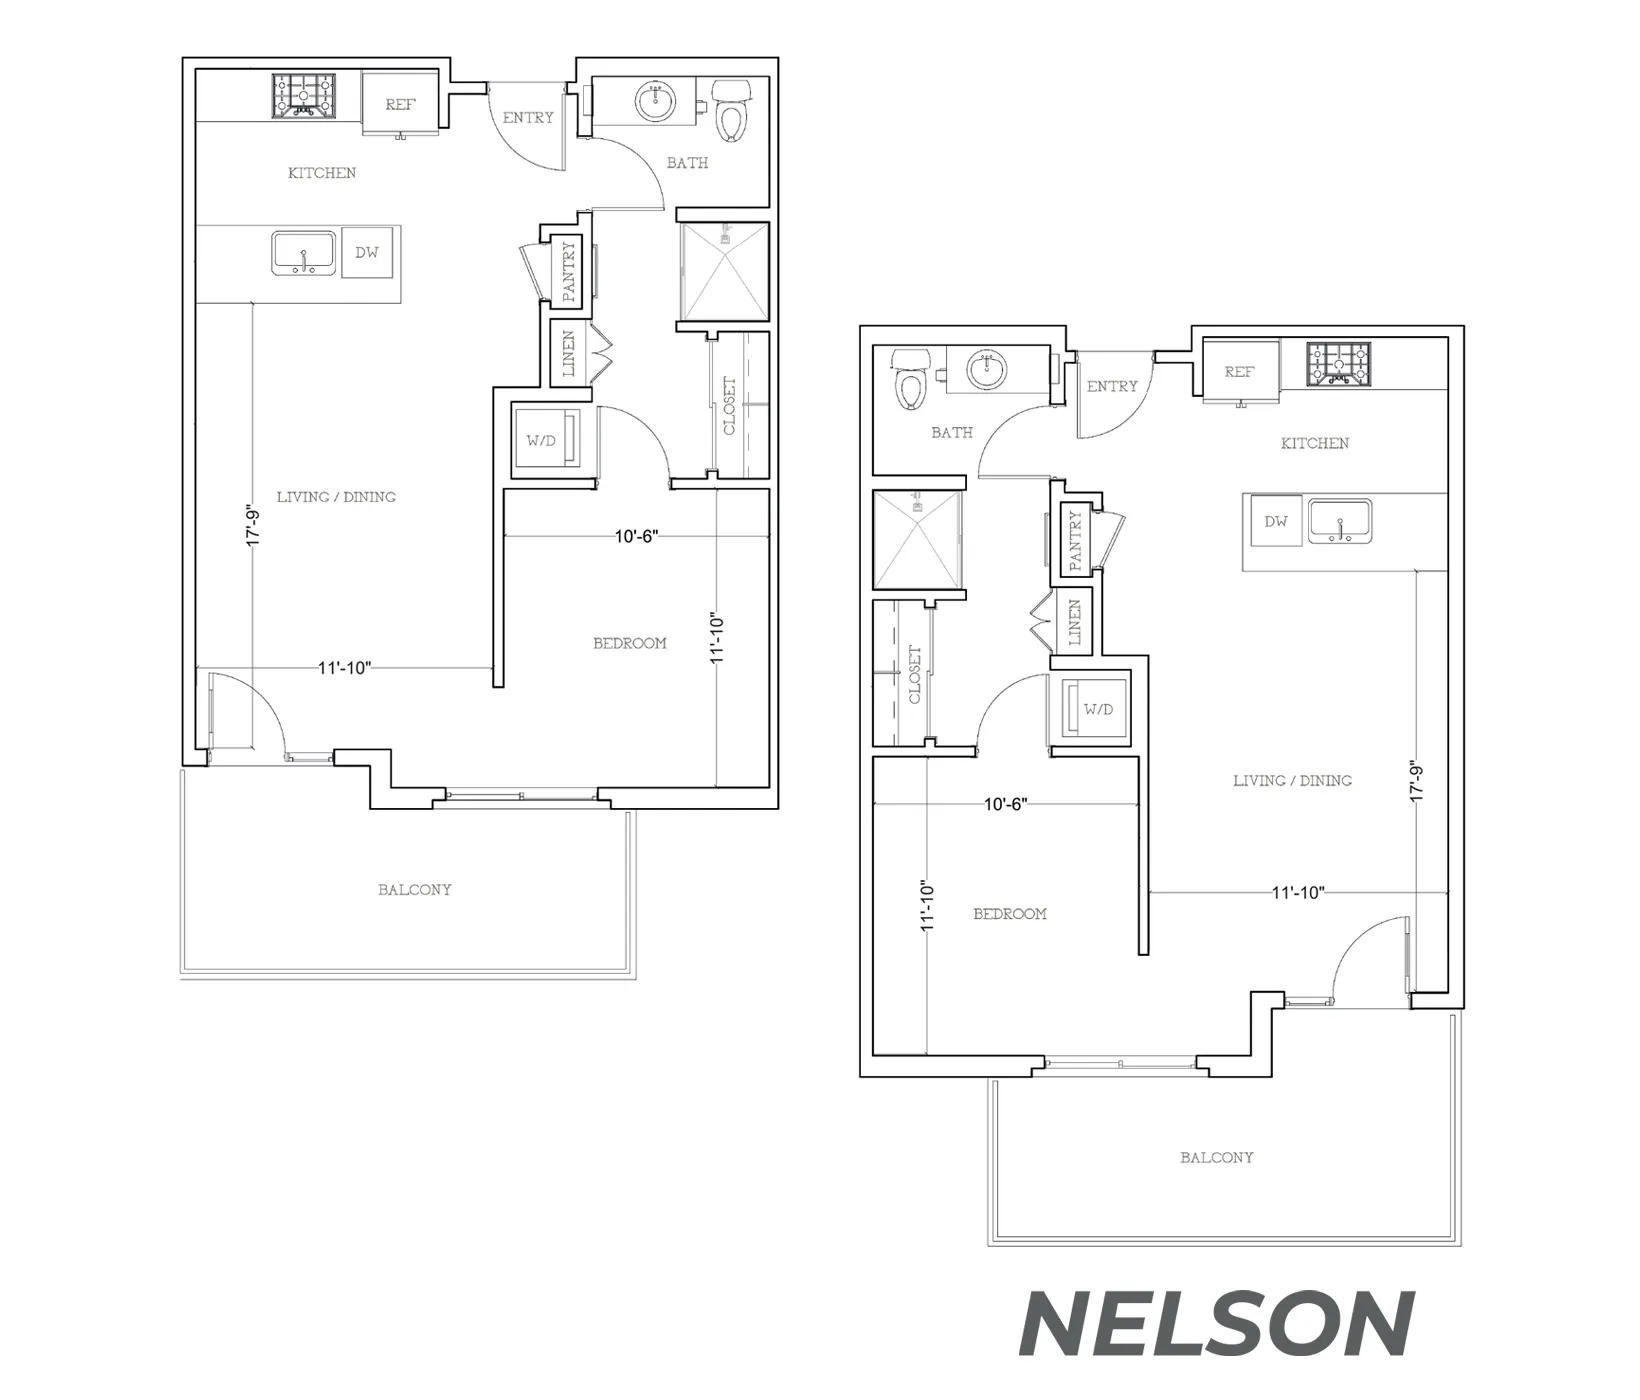 REF
ENTRY
BATH
KITCHEN
DW
PANTRY
LINEN
CLOSET
W/D
LIVING / DINING
17'-9"
10'-6"
BEDROOM
11'-10"
11'-10"
BALCONY
REF
ENTRY
BATH
KITCHEN
DW
PANTRY
LINEN
CLOSET
W/D
LIVING / DINING
17'-9"
10'-6"
11'-10"
11'-10"
BEDROOM
BALCONY
NELSON